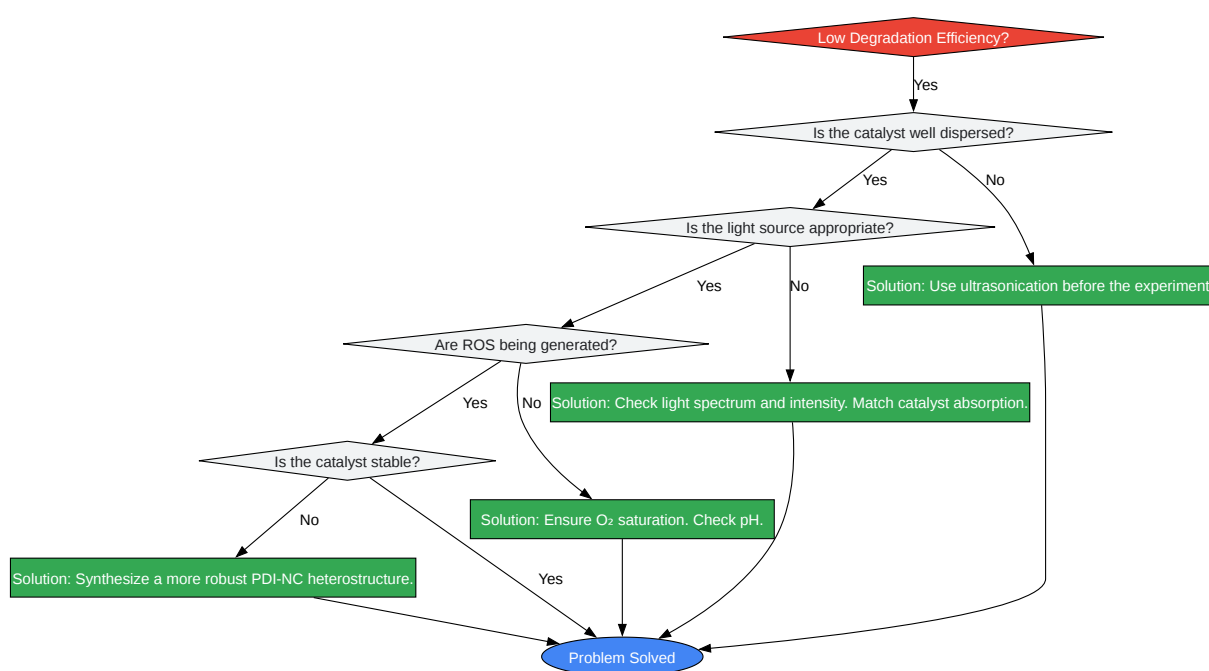 Low Degradation Efficiency?
Yes
Is the catalyst well dispersed?
Yes
No
Is the light source appropriate?
Yes
No
Solution: Use ultrasonication before the experiment
Are ROS being generated?
Yes
No
Solution: Check light spectrum and intensity. Match catalyst absorption.
Is the catalyst stable?
No
Solution: Ensure O₂ saturation. Check pH.
Yes
Solution: Synthesize a more robust PDI-NC heterostructure.
Problem Solved